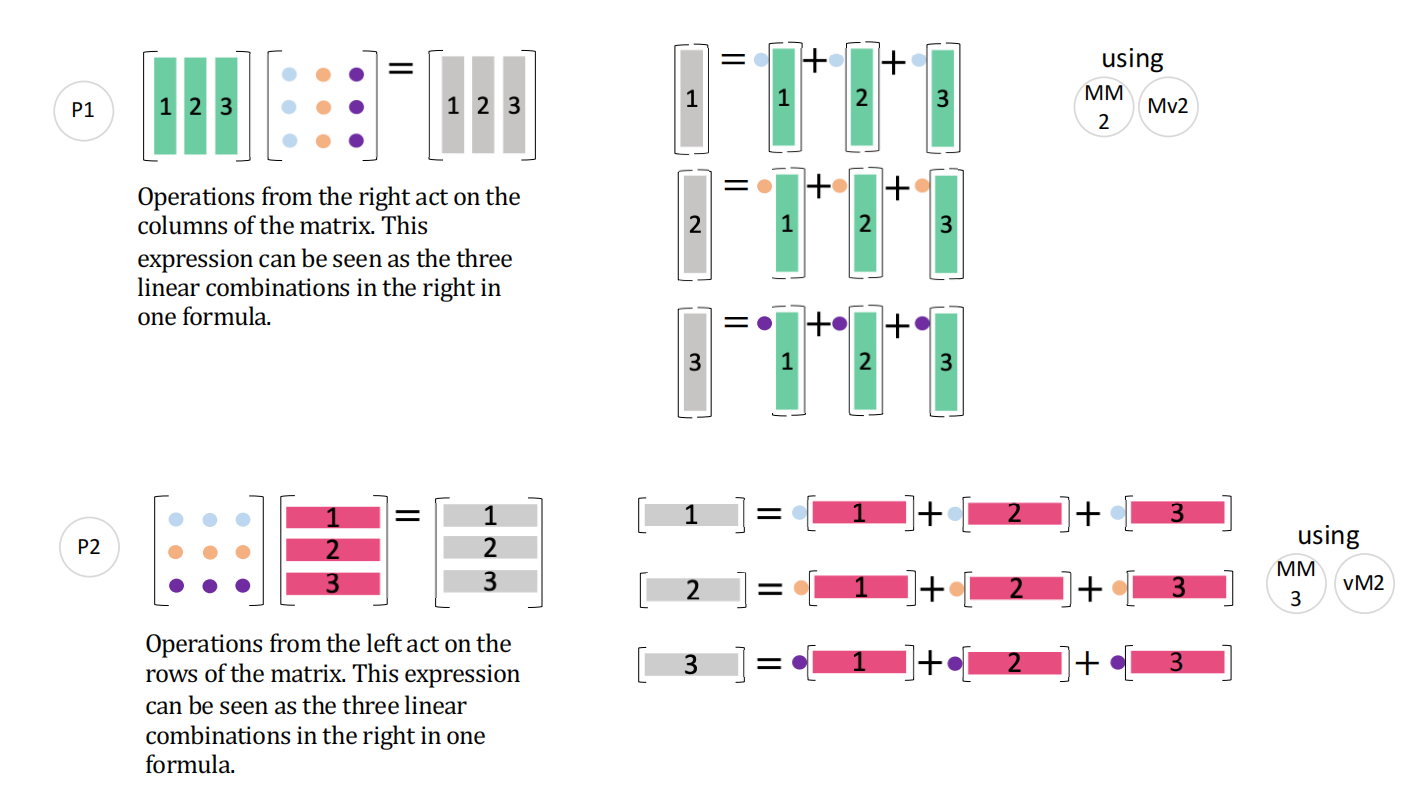 P1
1 2 3 = 1 2 3
Operations from the right act on the
columns of the matrix. This
expression can be seen as the three
linear combinations in the right in
one formula.
1 = 1 + 2 + 3
2 = 1 + 2 + 3
3 = 1 + 2 + 3
using
MM
2
Mv2
P2
1
2
3
=
1
2
3
Operations from the left act on the
rows of the matrix. This expression
can be seen as the three linear
combinations in the right in one
formula.
1 = 1 + 2 + 3
2 = 1 + 2 + 3
3 = 1 + 2 + 3
using
MM
3
vM2